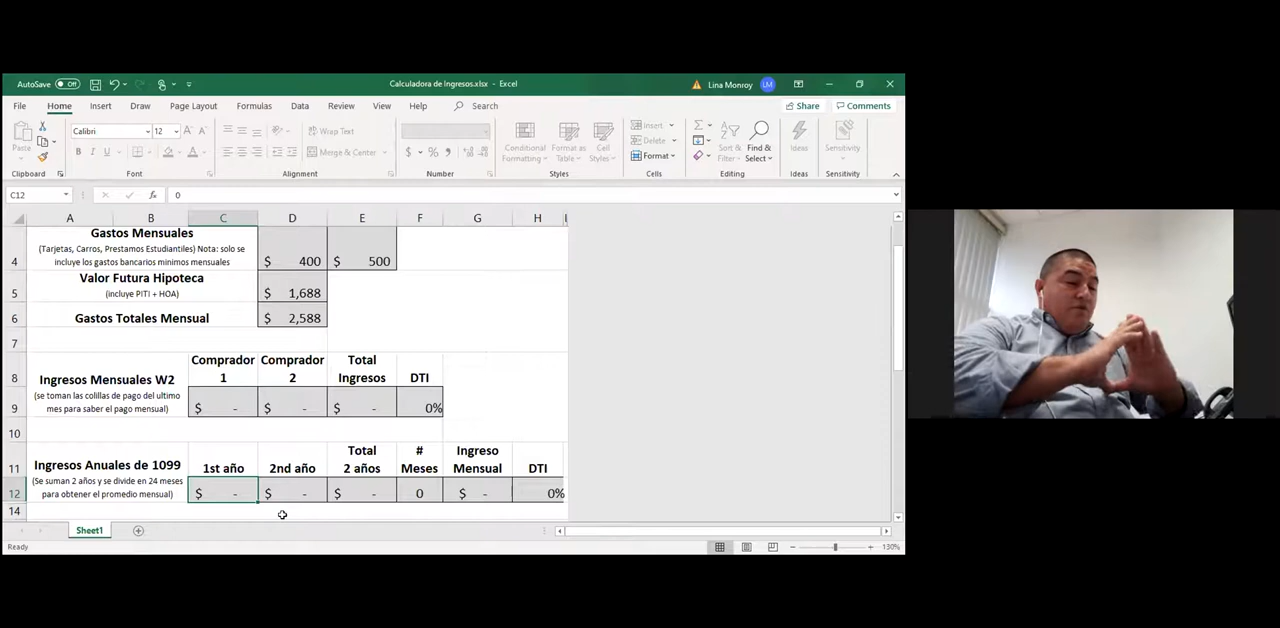 AutoSave Off
Calculadora de Ingresos.xlsx - Excel
Lina Monroy LM
File Home Insert Draw Page Layout Formulas Data Review View Help Search
Share Comments
Paste
Clipboard
Calibri 12 A A
B I U
Font
Wrap Text
Merge & Center
Alignment
$ % 
Number
Conditional Formatting
Format as Table
Cell Styles
Styles
Insert
Delete
Format
Cells
Sort & Filter
Find & Select
Editing
Ideas
Ideas
Sensitivity
Sensitivity
C12 fx 0
A B C D E F G H I
Gastos Mensuales
(Tarjetas, Carros, Prestamos Estudiantiles) Nota: solo se
4 incluye los gastos bancarios minimos mensuales $ 400 $ 500
Valor Futura Hipoteca
5 (incluye PITI + HOA) $ 1,688
6 Gastos Totales Mensual $ 2,588
7
Comprador Comprador Total
8 Ingresos Mensuales W2 1 2 Ingresos DTI
(se toman las colillas de pago del ultimo
9 mes para saber el pago mensual) $ - $ - $ - 0%
10
Total # Ingreso
11 Ingresos Anuales de 1099 1st año 2nd año 2 años Meses Mensual DTI
(Se suman 2 años y se divide en 24 meses
12 para obtener el promedio mensual) $ - $ - $ - 0 $ - 0%
14
Sheet1
Ready
130%